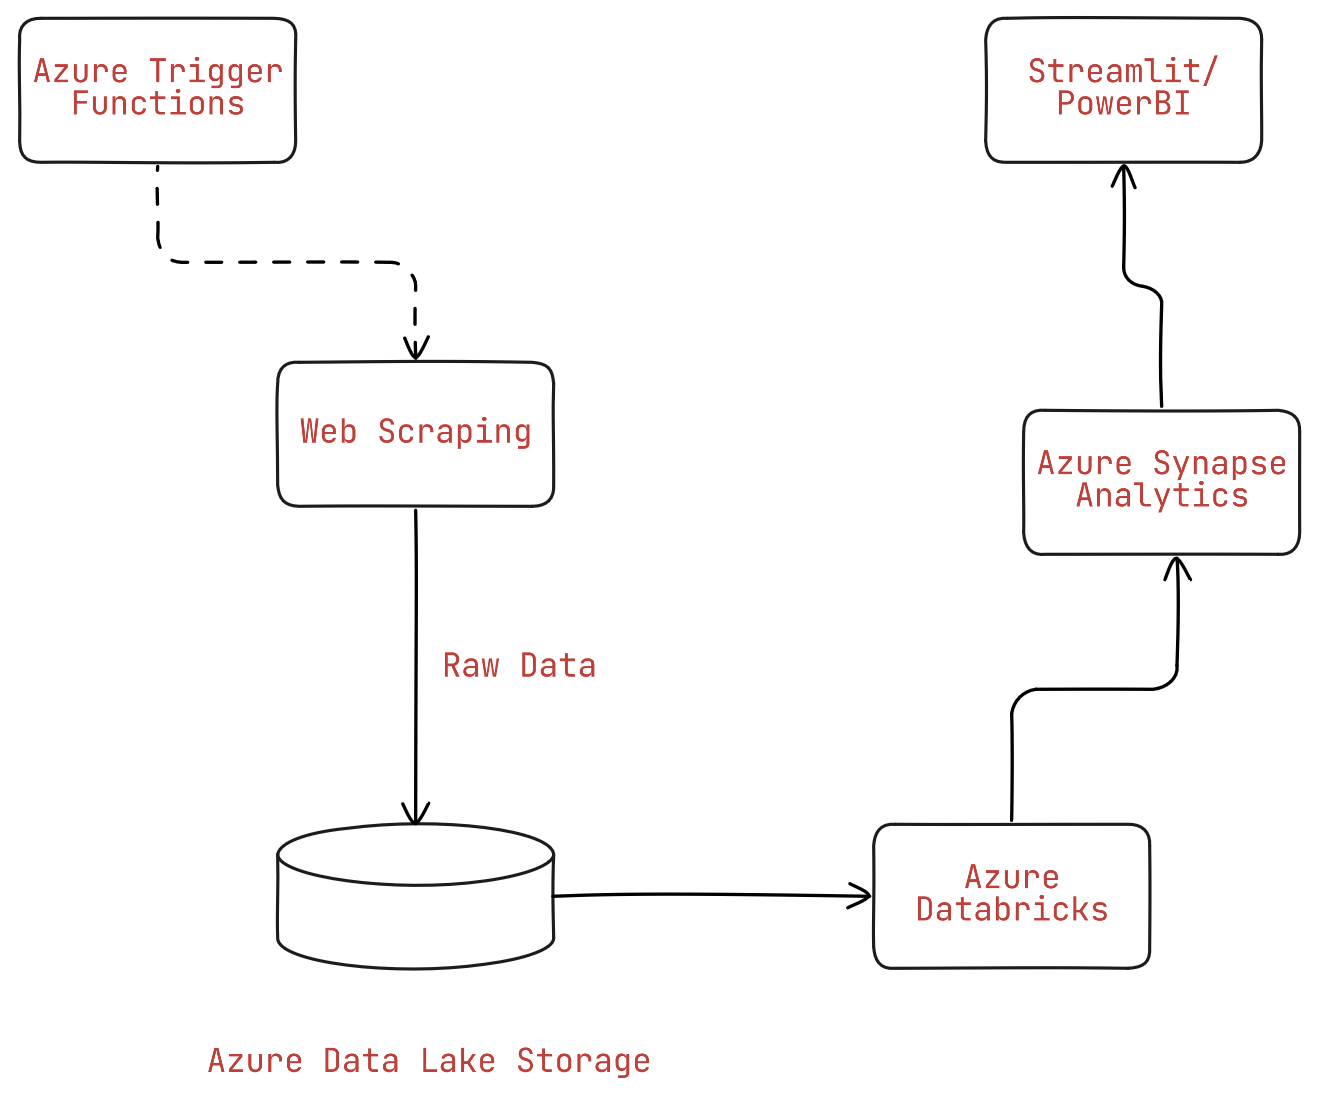 Azure Trigger
Functions
Streamlit/
PowerBI
Web Scraping
Azure Synapse
Analytics
Raw Data
Azure
Databricks
Azure Data Lake Storage